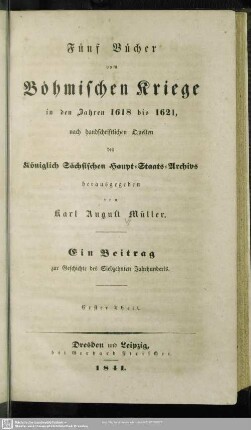 Fünf Bücher
vom
Böhmischen Kriege
in den Jahren 1618 bis 1621,
nach handschriftlichen Quellen
des
Königlich Sächsischen Haupt-Staats-Archivs
herausgegeben
von
Karl August Müller.
Ein Beitrag
zur Geschichte des Siebzehnten Jahrhunderts.
Erster Theil.
Dresden und Leipzig,
bei Gerhard Fleischer.
1841.